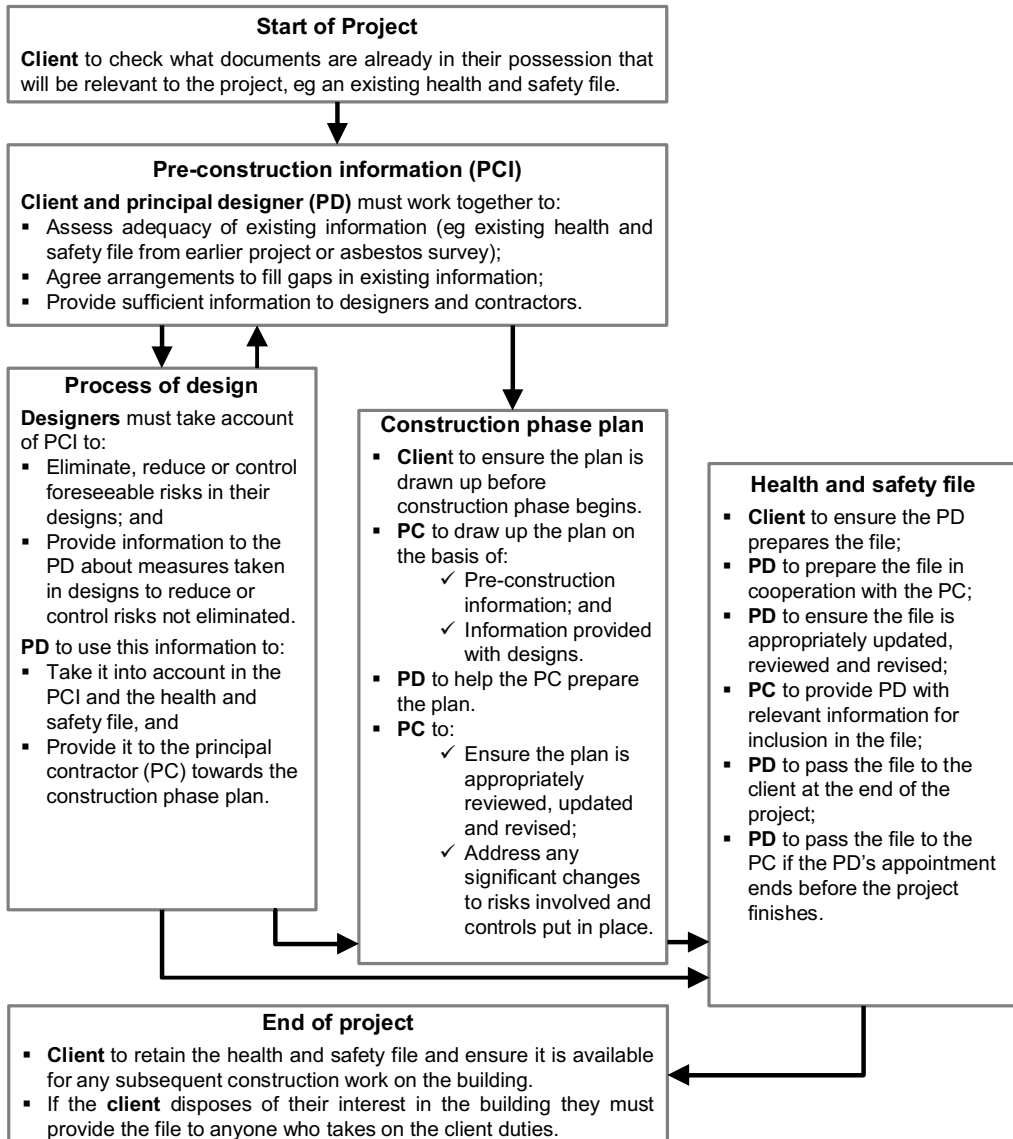 Start of Project
Client to check what documents are already in their possession that
will be relevant to the project, eg an existing health and safety file.
Pre-construction information (PCI)
Client and principal designer (PD) must work together to:
▪ Assess adequacy of existing information (eg existing health and
safety file from earlier project or asbestos survey);
▪ Agree arrangements to fill gaps in existing information;
▪ Provide sufficient information to designers and contractors.
Process of design
Designers must take account
of PCI to:
▪ Eliminate, reduce or control
foreseeable risks in their
designs; and
▪ Provide information to the
PD about measures taken
in designs to reduce or
control risks not eliminated.
PD to use this information to:
▪ Take it into account in the
PCI and the health and
safety file, and
▪ Provide it to the principal
contractor (PC) towards the
construction phase plan.
Construction phase plan
▪ Client to ensure the plan is
drawn up before
construction phase begins.
▪ PC to draw up the plan on
the basis of:
✓ Pre-construction
information; and
✓ Information provided
with designs.
▪ PD to help the PC prepare
the plan.
▪ PC to:
✓ Ensure the plan is
appropriately
reviewed, updated
and revised;
✓ Address any
significant changes
to risks involved and
controls put in place.
Health and safety file
▪ Client to ensure the PD
prepares the file;
▪ PD to prepare the file in
cooperation with the PC;
▪ PD to ensure the file is
appropriately updated,
reviewed and revised;
▪ PC to provide PD with
relevant information for
inclusion in the file;
▪ PD to pass the file to the
client at the end of the
project;
▪ PD to pass the file to the
PC if the PD's appointment
ends before the project
finishes.
End of project
▪ Client to retain the health and safety file and ensure it is available
for any subsequent construction work on the building.
▪ If the client disposes of their interest in the building they must
provide the file to anyone who takes on the client duties.